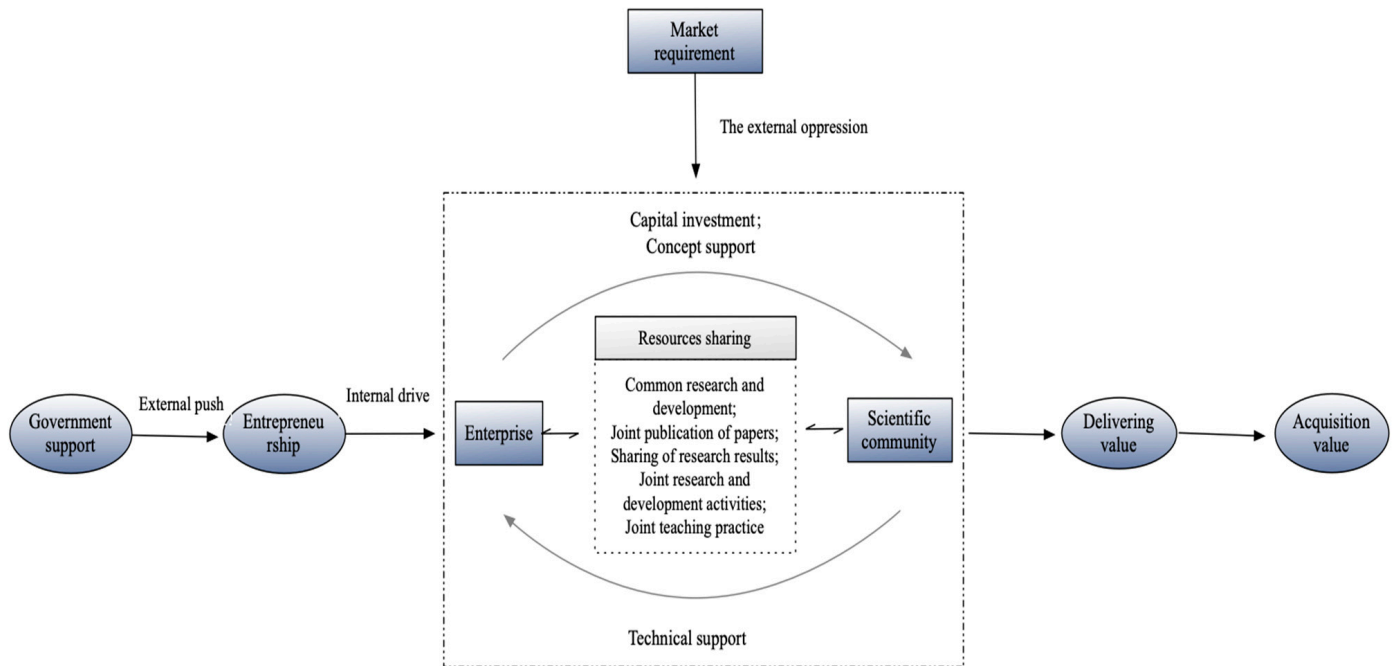 Market
requirement
The external oppression
Capital investment;
Concept support
Resources sharing
Common research and
development;
Joint publication of papers;
Sharing of research results;
Joint research and
development activities;
Joint teaching practice
Government
support
External push
Entrepreneu
rship
Internal drive
Enterprise
Scientific
community
Delivering
value
Acquisition
value
Technical support